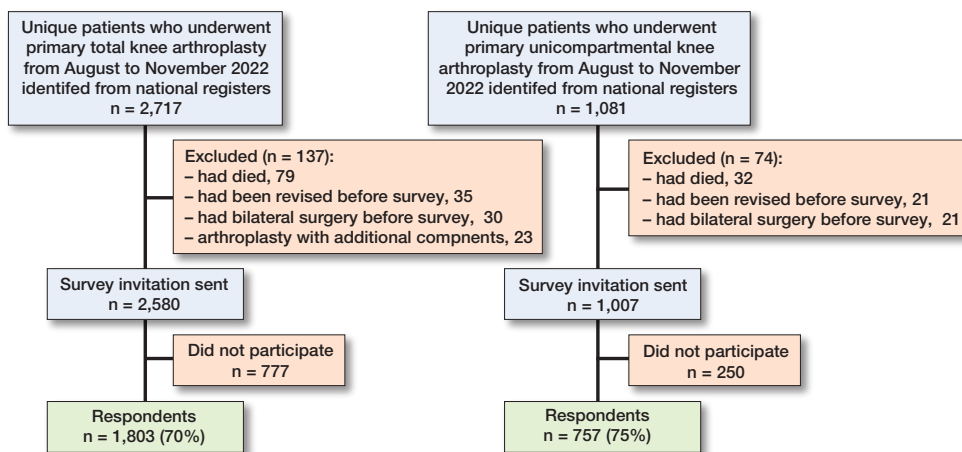 Unique patients who underwent
primary total knee arthroplasty
from August to November 2022
identifed from national registers
n = 2,717
Excluded (n = 137):
– had died, 79
– had been revised before survey, 35
– had bilateral surgery before survey, 30
– arthroplasty with additional compnents, 23
Survey invitation sent
n = 2,580
Did not participate
n = 777
Respondents
n = 1,803 (70%)
Unique patients who underwent
primary unicompartmental knee
arthroplasty from August to November
2022 identifed from national registers
n = 1,081
Excluded (n = 74):
– had died, 32
– had been revised before survey, 21
– had bilateral surgery before survey, 21
Survey invitation sent
n = 1,007
Did not participate
n = 250
Respondents
n = 757 (75%)